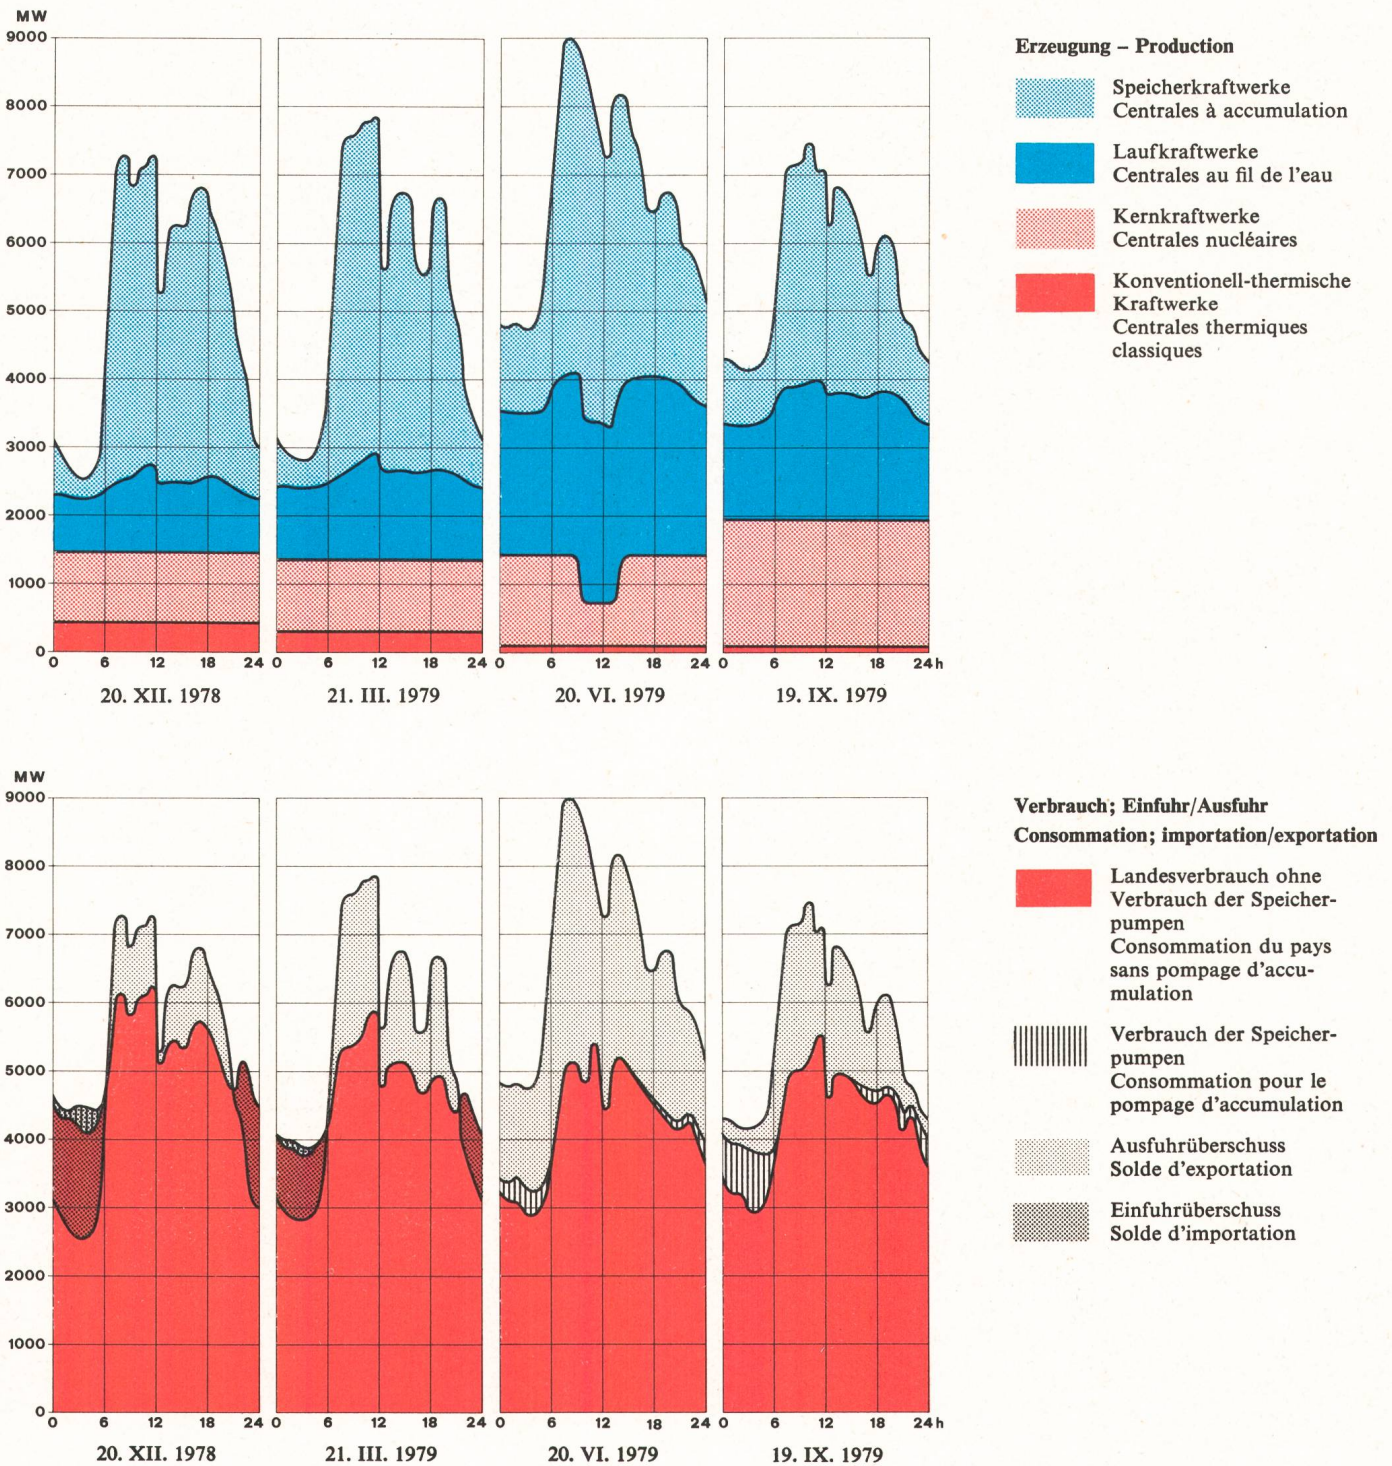 MW
9000
8000
7000
6000
5000
4000
3000
2000
1000
0
0 6 12 18 24 0 6 12 18 24 0 6 12 18 24 0 6 12 18 24 h
20. XII. 1978 21. III. 1979 20. VI. 1979 19. IX. 1979
Erzeugung – Production
Speicherkraftwerke
Centrales à accumulation
Laufkraftwerke
Centrales au fil de l'eau
Kernkraftwerke
Centrales nucléaires
Konventionell-thermische
Kraftwerke
Centrales thermiques
classiques
MW
9000
8000
7000
6000
5000
4000
3000
2000
1000
0
0 6 12 18 24 0 6 12 18 24 0 6 12 18 24 0 6 12 18 24 h
20. XII. 1978 21. III. 1979 20. VI. 1979 19. IX. 1979
Verbrauch; Einfuhr/Ausfuhr
Consommation; importation/exportation
Landesverbrauch ohne
Verbrauch der Speicher-
pumpen
Consommation du pays
sans pompage d'accu-
mulation
Verbrauch der Speicher-
pumpen
Consommation pour le
pompage d'accumulation
Ausfuhrüberschuss
Solde d'exportation
Einfuhrüberschuss
Solde d'importation